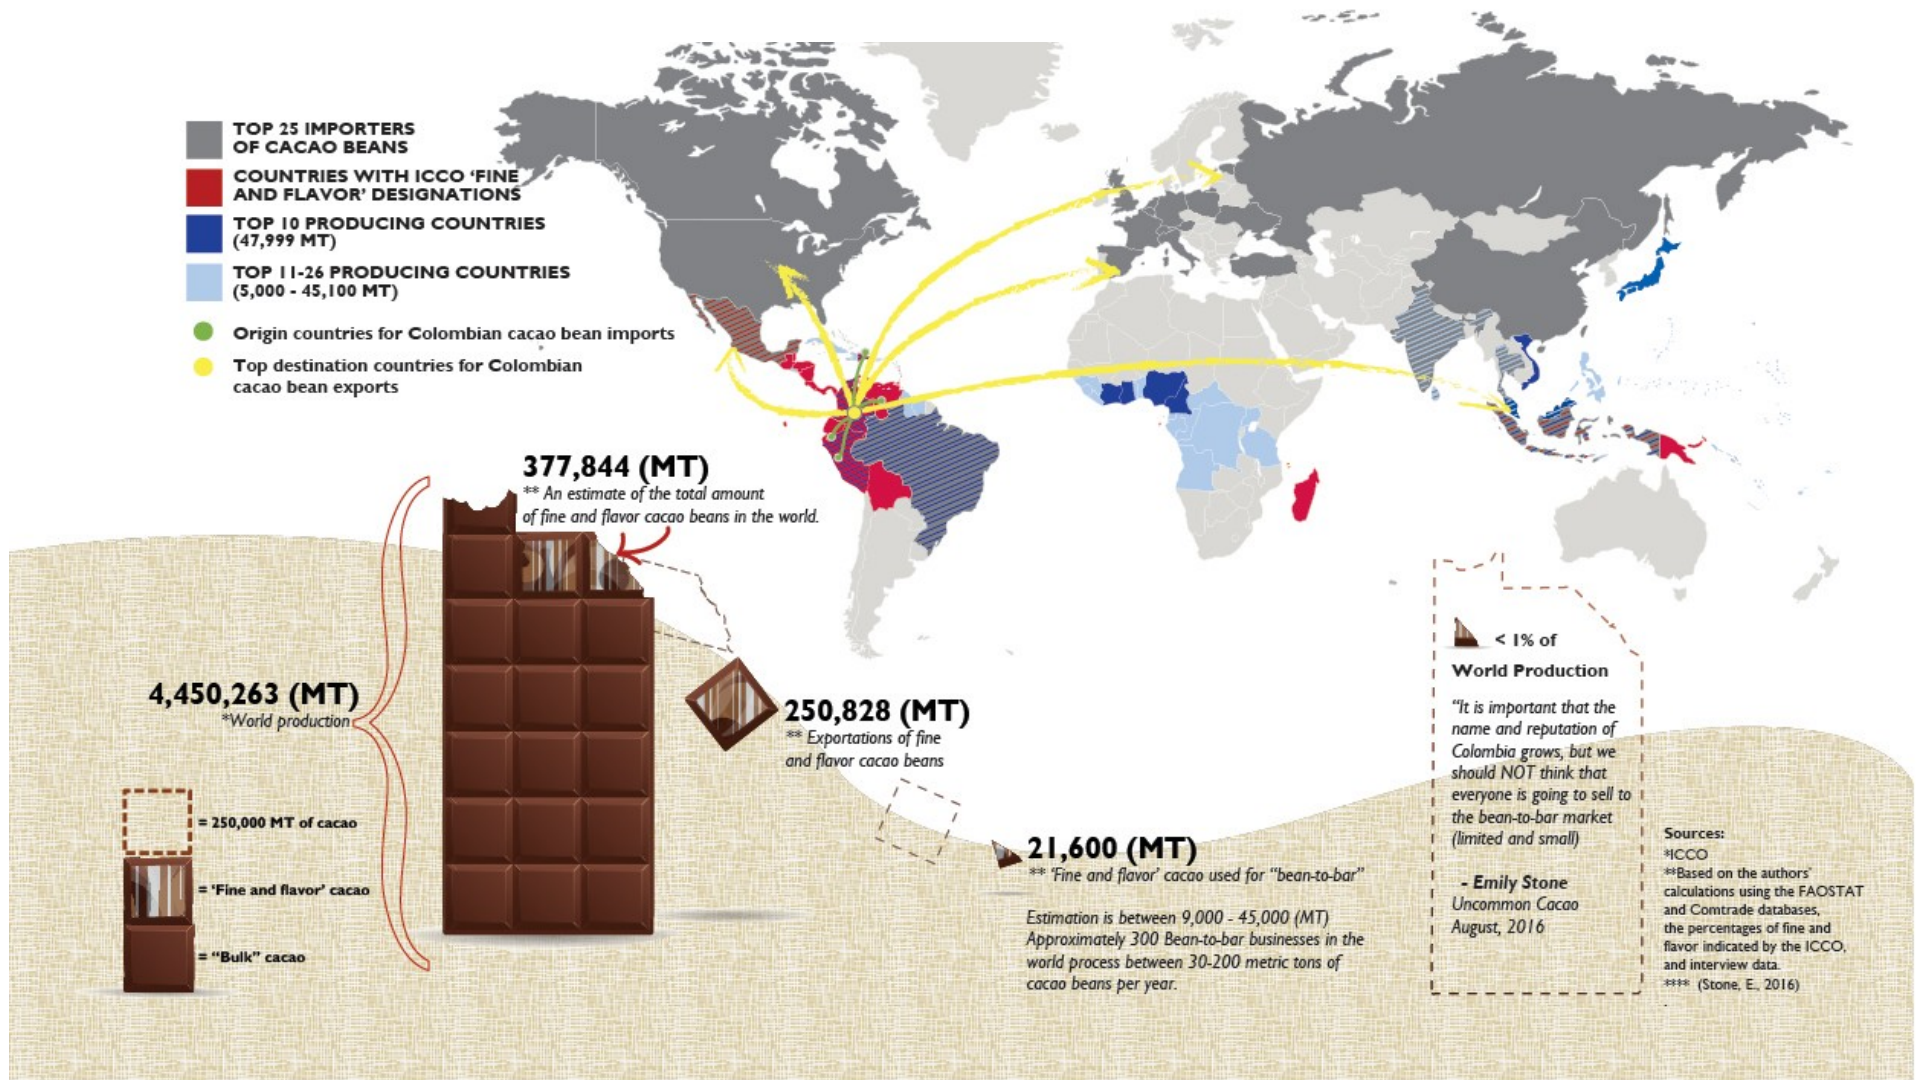 TOP 25 IMPORTERS
OF CACAO BEANS
COUNTRIES WITH ICCO ‘FINE
AND FLAVOR’ DESIGNATIONS
TOP 10 PRODUCING COUNTRIES
(47,999 MT)
TOP 11-26 PRODUCING COUNTRIES
(5,000 - 45,100 MT)
Origin countries for Colombian cacao bean imports
Top destination countries for Colombian
cacao bean exports
377,844 (MT)
** An estimate of the total amount
of fine and flavor cacao beans in the world.
4,450,263 (MT)
*World production
250,828 (MT)
** Exportations of fine
and flavor cacao beans
= 250,000 MT of cacao
= ‘Fine and flavor’ cacao
= “Bulk” cacao
21,600 (MT)
** ‘Fine and flavor’ cacao used for “bean-to-bar”
Estimation is between 9,000 - 45,000 (MT)
Approximately 300 Bean-to-bar businesses in the
world process between 30-200 metric tons of
cacao beans per year.
< 1% of
World Production
“It is important that the
name and reputation of
Colombia grows, but we
should NOT think that
everyone is going to sell to
the bean-to-bar market
(limited and small)
- Emily Stone
Uncommon Cacao
August, 2016
Sources:
*ICCO
**Based on the authors’
calculations using the FAOSTAT
and Comtrade databases,
the percentages of fine and
flavor indicated by the ICCO,
and interview data.
**** (Stone, E., 2016)
.